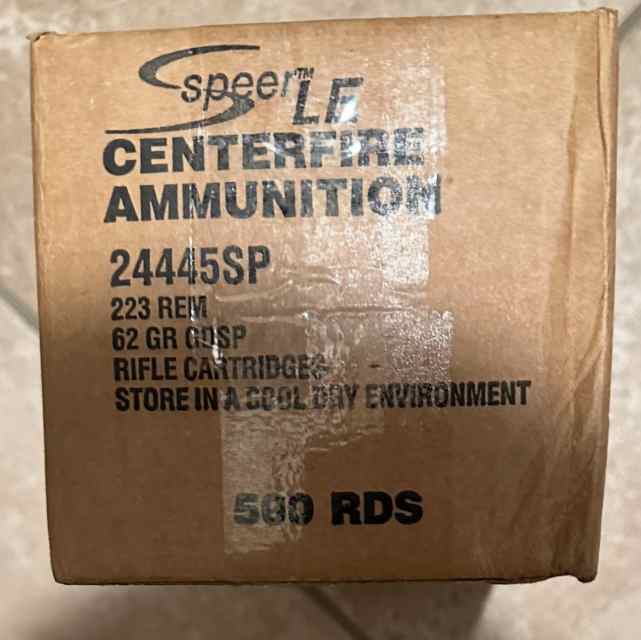 speer™ LE
CENTERFIRE
AMMUNITION
24445SP
223 REM
62 GR GDSP
RIFLE CARTRIDGES
STORE IN A COOL DRY ENVIRONMENT
500 RDS